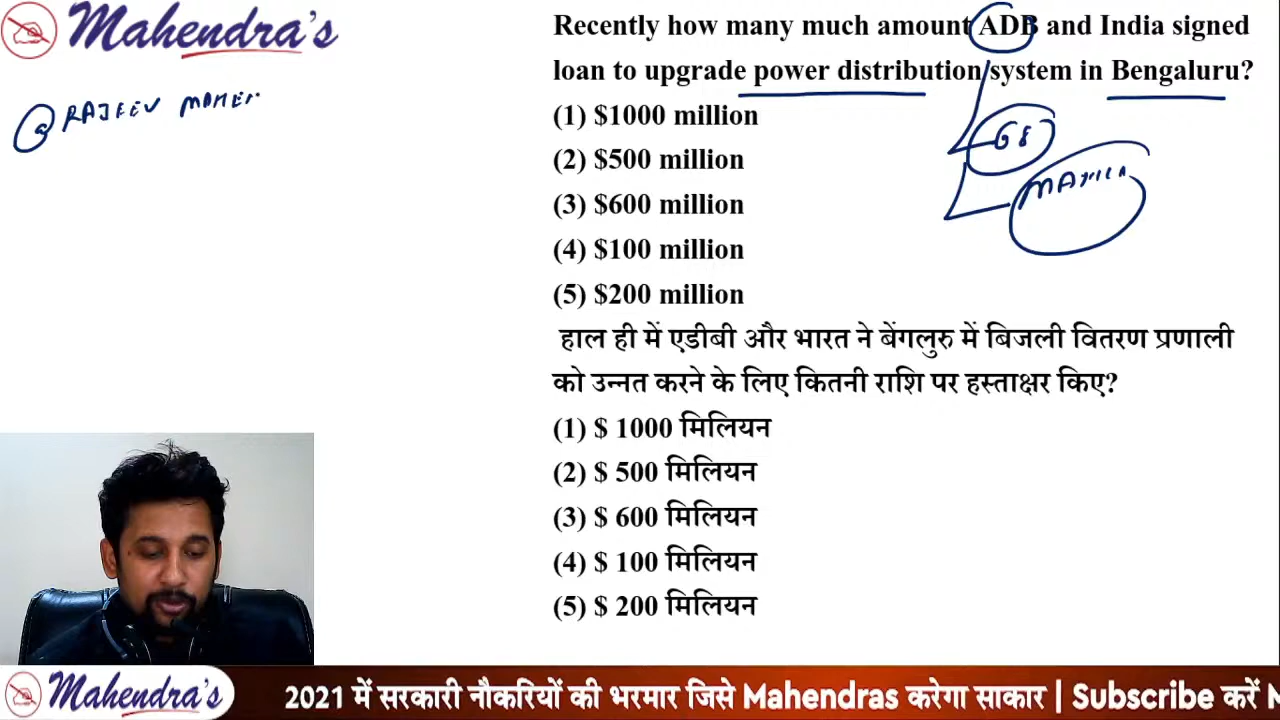 Mahendra's
@ RAJEEV
Recently how many much amount ADB and India signed
loan to upgrade power distribution system in Bengaluru?
(1) $1000 million
(2) $500 million
(3) $600 million
(4) $100 million
(5) $200 million
68
हाल ही में एडीबी और भारत ने बेंगलुरु में बिजली वितरण प्रणाली
को उन्नत करने के लिए कितनी राशि पर हस्ताक्षर किए?
(1) $ 1000 मिलियन
(2) $ 500 मिलियन
(3) $ 600 मिलियन
(4) $ 100 मिलियन
(5) $ 200 मिलियन
Mahendra's
2021 में सरकारी नौकरियों की भरमार जिसे Mahendras करेगा साकार | Subscribe करें